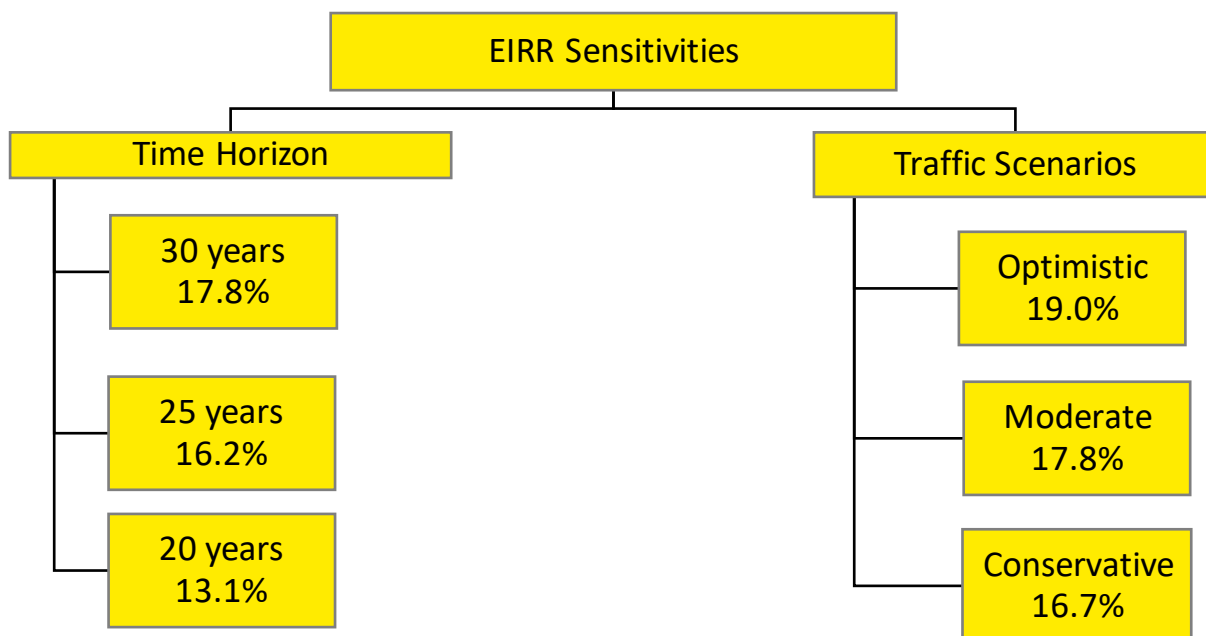 EIRR Sensitivities
Time Horizon
30 years
17.8%
25 years
16.2%
20 years
13.1%
Traffic Scenarios
Optimistic
19.0%
Moderate
17.8%
Conservative
16.7%